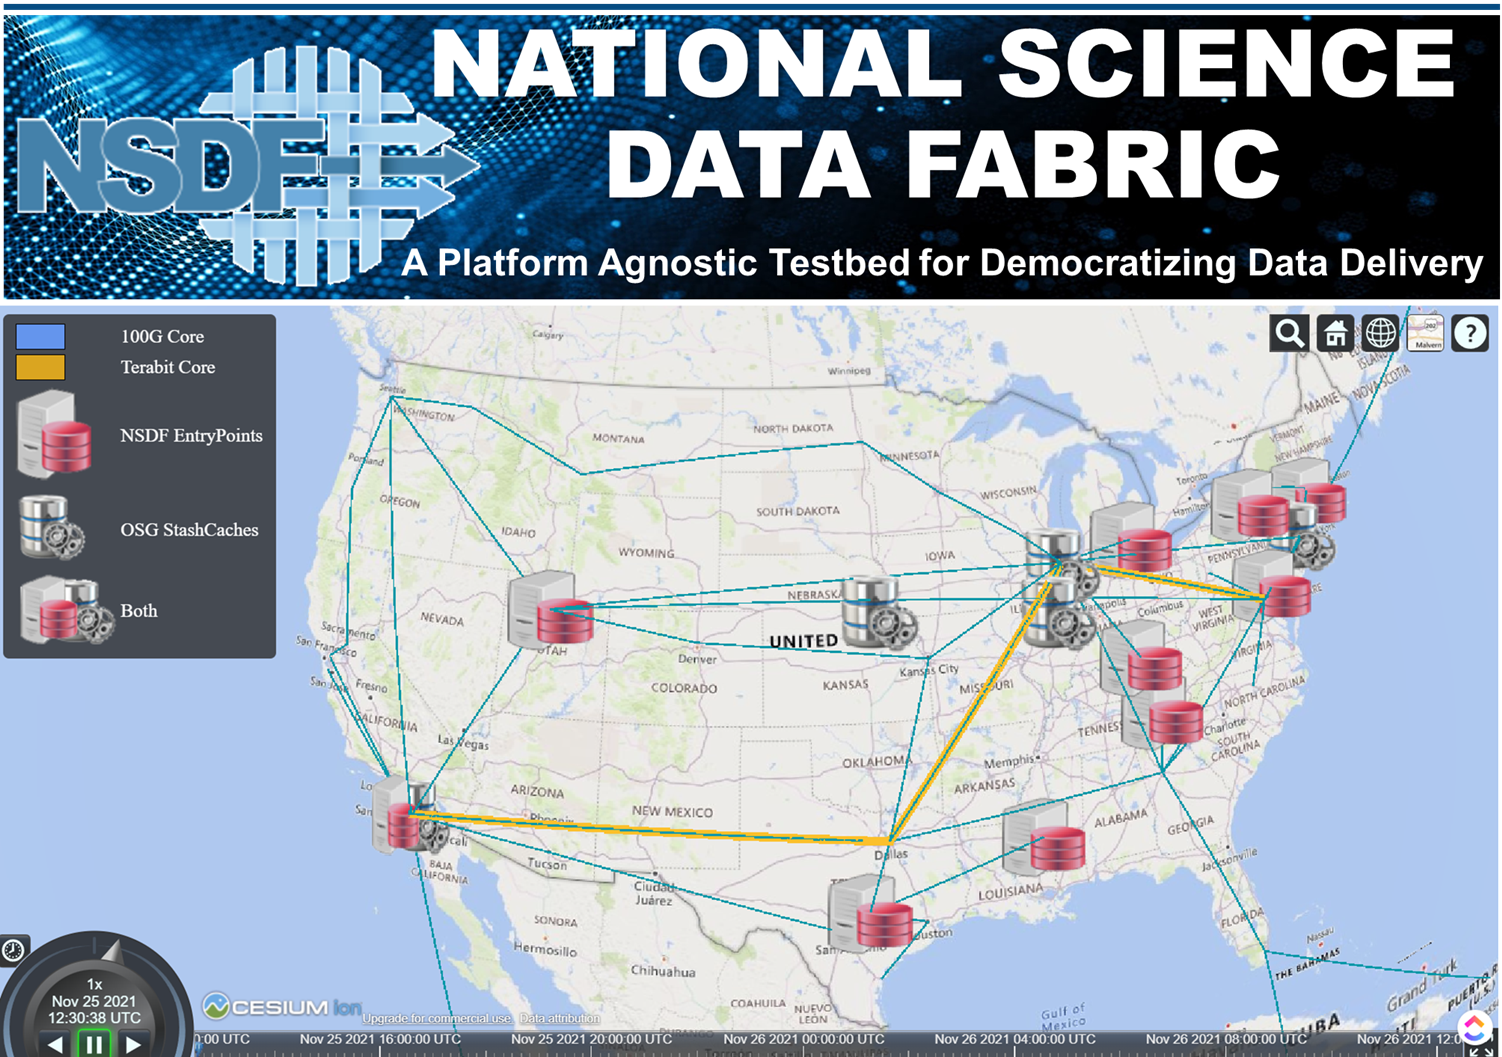 NATIONAL SCIENCE
DATA FABRIC
NSDF
A Platform Agnostic Testbed for Democratizing Data Delivery
100G Core
Terabit Core
NSDF EntryPoints
OSG StashCaches
Both
Malvern
?
Calgary
Winnipeg
Seattle
WASHINGTON
MONTANA
NORTH DAKOTA
MINNESOTA
MAINE
NOVA SCOTIA
VERMONT
NEW HAMPSHIRE
Portland
OREGON
IDAHO
WYOMING
SOUTH DAKOTA
WISCONSIN
Toronto
Hamilton
IOWA
PENNSYLVANIA
NEBRASKA
Columbus
WEST
VIRGINIA
NEVADA
UTAH
UNITED
Sacramento
San Francisco
San Jose
Fresno
Denver
COLORADO
KANSAS
Kansas City
MISSOURI
VIRGINIA
NORTH CAROLINA
CALIFORNIA
Las Vegas
Charlotte
SOUTH
CAROLINA
OKLAHOMA
Memphis
ARKANSAS
ARIZONA
NEW MEXICO
Phoenix
ALABAMA
GEORGIA
Dallas
Tucson
BAJA
CALIFORNIA
Ciudad
Juárez
LOUISIANA
Jacksonville
SONORA
Hermosillo
Chihuahua
FLORIDA
Nassau
THE BAHAMAS
Grand Turk
COAHUILA
NUEVO
LEÓN
Gulf of
Mexico
CESIUM ion
Upgrade for commercial use Data attribution
1x
Nov 25 2021
12:30:38 UTC
Nov 25 2021 16:00:00 UTC
Nov 25 2021 20:00:00 UTC
Nov 26 2021 00:00:00 UTC
Nov 26 2021 04:00:00 UTC
Nov 26 2021 08:00:00 UTC